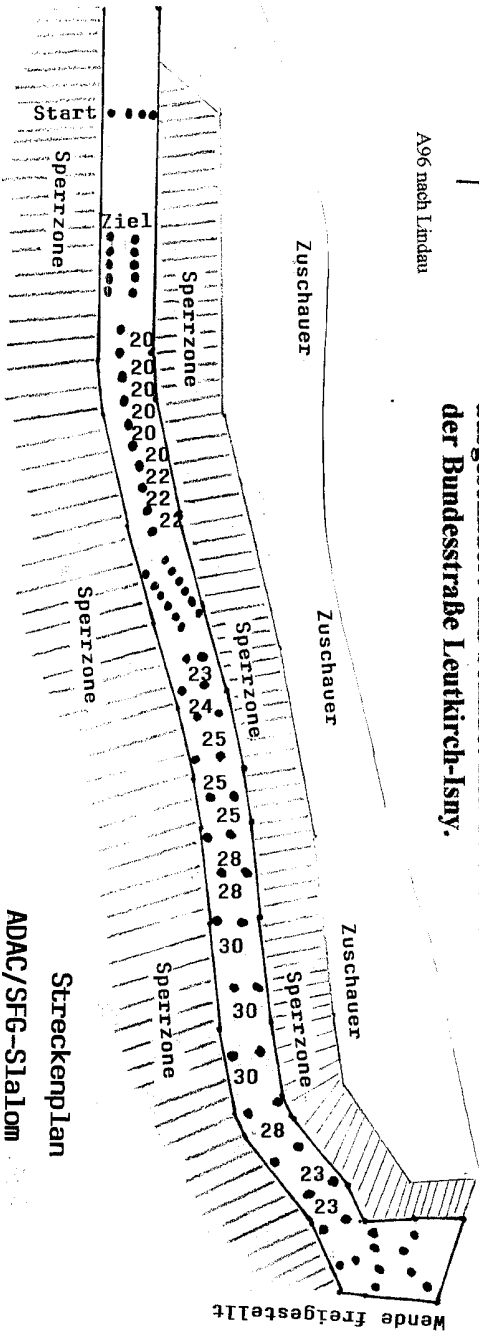 der Bundesstraße Leutkirch-Isny.
A96 nach Lindau
Start
Ziel
Sperrzone
Sperrzone
Zuschauer
20
20
20
20
20
20
22
22
22
Sperrzone
Sperrzone
Zuschauer
23
24
25
25
25
28
28
30
30
30
28
23
23
Sperrzone
Sperrzone
Zuschauer
Wende freigestellt
Streckenplan
ADAC/SFG-Slalom